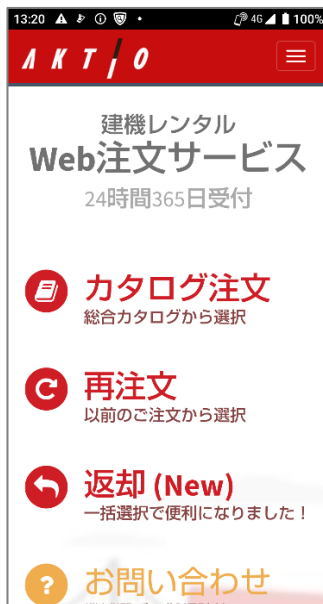 13:20 4G 100%
AKTIO
建機レンタル
Web注文サービス
24時間365日受付
カタログ注文
総合カタログから選択
再注文
以前のご注文から選択
返却 (New)
一括選択で便利になりました！
お問い合わせ